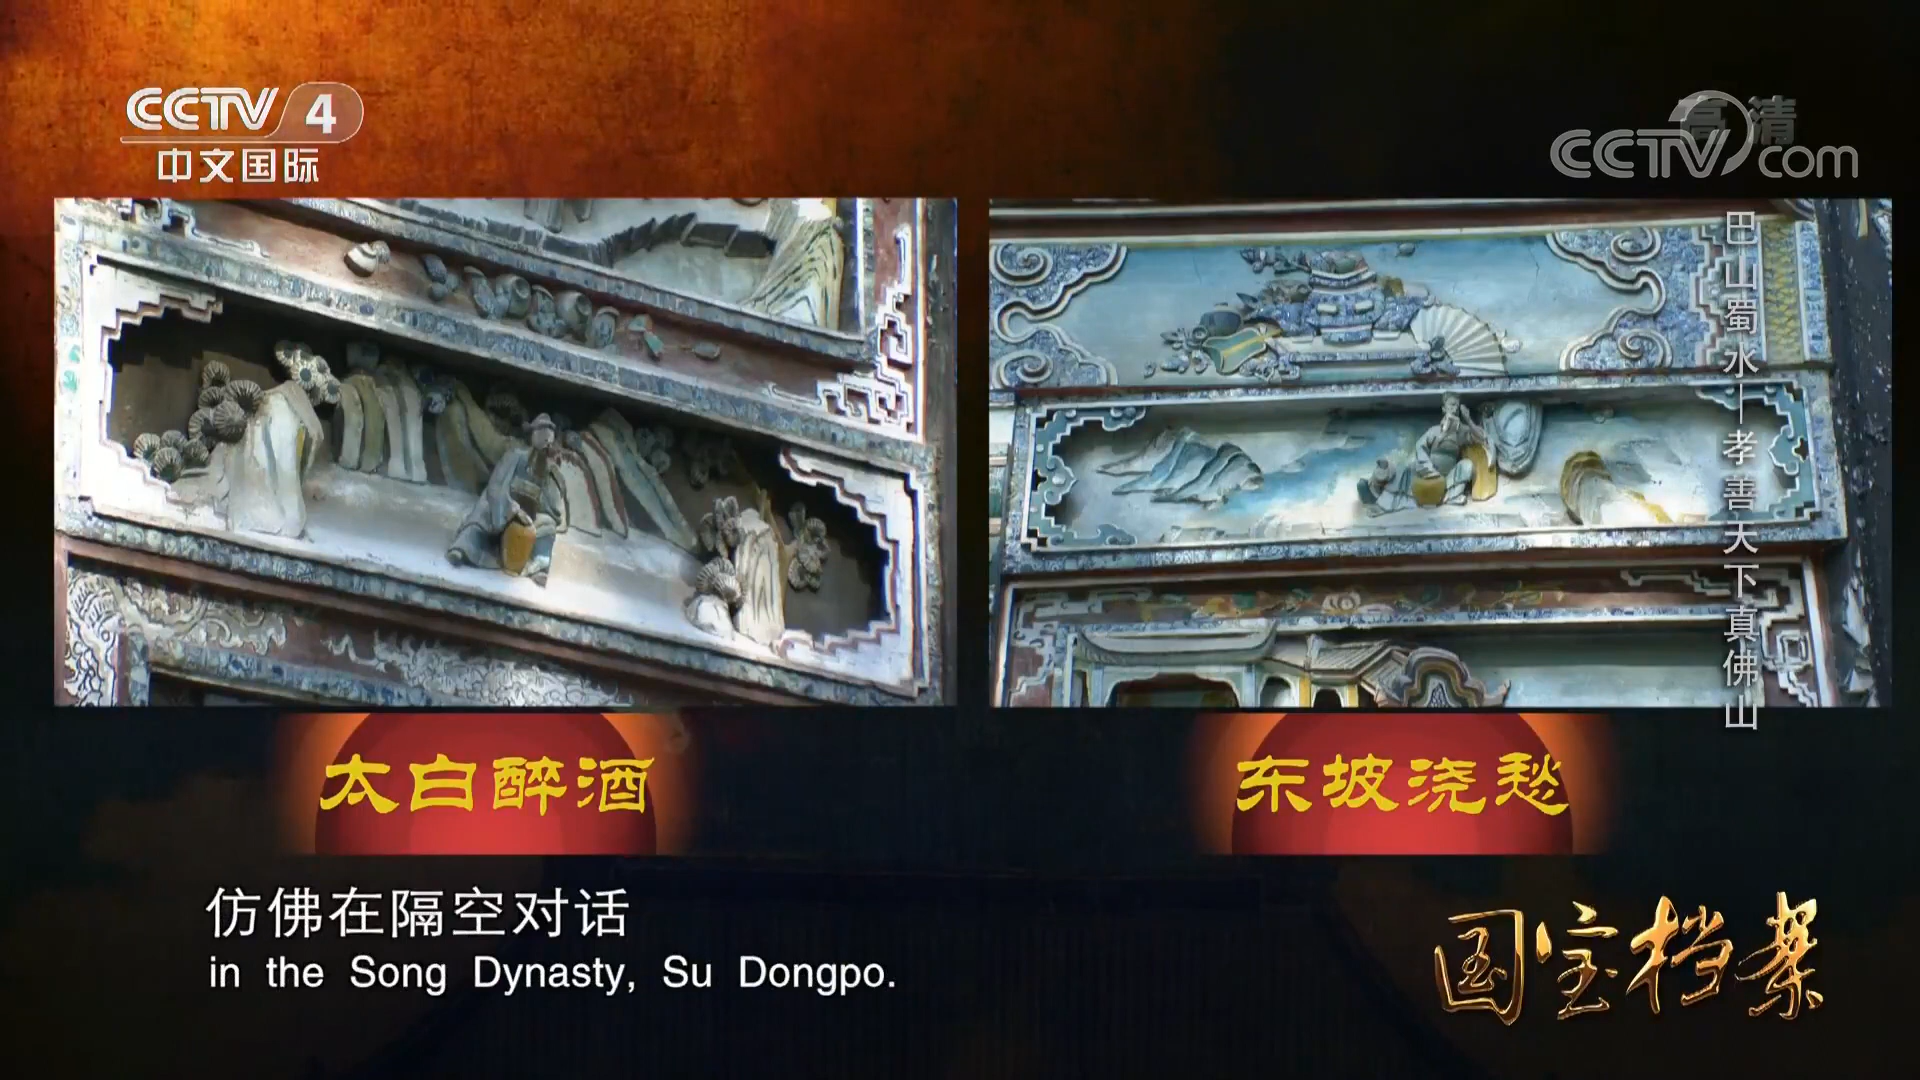 CCTV 4
中文国际
高清
CCTV.com
巴山蜀水—孝善天下真佛山
太白醉酒
东坡浇愁
仿佛在隔空对话
in the Song Dynasty, Su Dongpo.
国宝档案